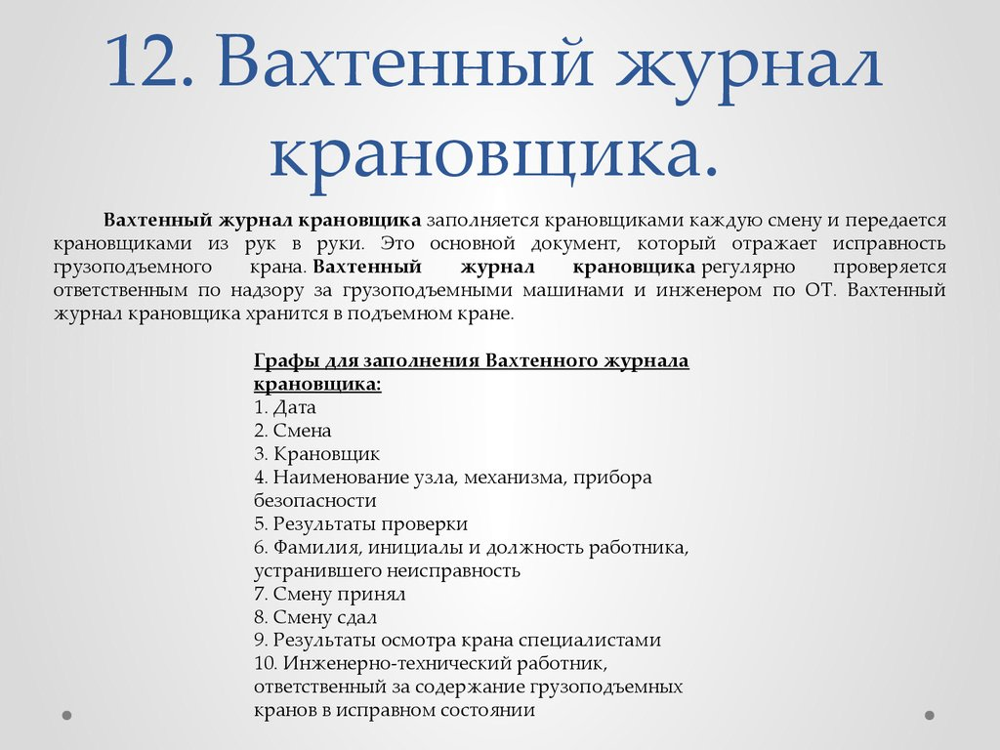 12. Вахтенный журнал
крановщика.
Вахтенный журнал крановщика заполняется крановщиками каждую смену и передается
крановщиками из рук в руки. Это основной документ, который отражает исправность
грузоподъемного крана. Вахтенный журнал крановщика регулярно проверяется
ответственным по надзору за грузоподъемными машинами и инженером по ОТ. Вахтенный
журнал крановщика хранится в подъемном кране.
Графы для заполнения Вахтенного журнала
крановщика:
1. Дата
2. Смена
3. Крановщик
4. Наименование узла, механизма, прибора
безопасности
5. Результаты проверки
6. Фамилия, инициалы и должность работника,
устранившего неисправность
7. Смену принял
8. Смену сдал
9. Результаты осмотра крана специалистами
10. Инженерно-технический работник,
ответственный за содержание грузоподъемных
кранов в исправном состоянии